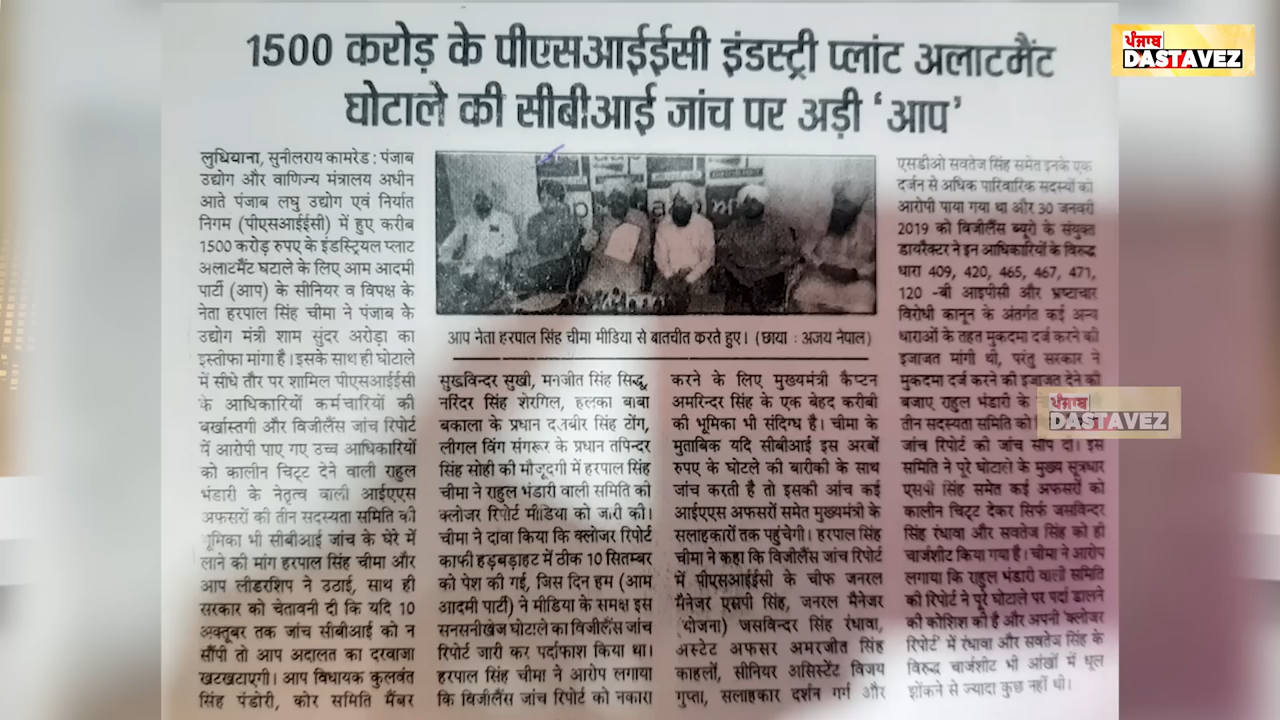 1500 करोड़ के पीएसआईईसी इंडस्ट्री प्लांट अलाटमैंट
घोटाले की सीबीआई जांच पर अड़ी ‘आप’
ਪੰਜਾਬ
DASTAVEZ
लुधियाना, सुनीलराय कामरेड : पंजाब
उद्योग और वाणिज्य मंत्रालय अधीन
आते पंजाब लघु उद्योग एवं निर्यात
निगम (पीएसआईईसी) में हुए करीब
1500 करोड़ रुपए के इंडस्ट्रियल प्लाट
अलाटमैंट घटाले के लिए आम आदमी
पार्टी (आप) के सीनियर व विपक्ष के
नेता हरपाल सिंह चीमा ने पंजाब के
उद्योग मंत्री शाम सुंदर अरोड़ा का
इस्तीफा मांगा है। इसके साथ ही घोटाले
में सीधे तौर पर शामिल पीएसआईईसी
के आधिकारियों कर्मचारियों की
बर्खास्तगी और विजीलैंस जांच रिपोर्ट
में आरोपी पाए गए उच्च आधिकारियों
को कालीन चिट्ट देने वाली राहुल
भंडारी के नेतृत्व वाली आईएएस
अफसरों की तीन सदस्यता समिति की
भूमिका भी सीबीआई जांच के घेरे में
लाने की मांग हरपाल सिंह चीमा और
आप लीडरशिप ने उठाई, साथ ही
सरकार को चेतावनी दी कि यदि 10
अक्तूबर तक जांच सीबीआई को न
सौंपी तो आप अदालत का दरवाजा
खटखटाएगी। आप विधायक कुलवंत
सिंह पंडोरी, कोर समिति मैंबर
आप नेता हरपाल सिंह चीमा मीडिया से बातचीत करते हुए। (छाया : अजय नेपाल)
सुखविन्दर सुखी, मनजीत सिंह सिद्धू,
नरिंदर सिंह शेरगिल, हलका बाबा
बकाला के प्रधान दलबीर सिंह टोंग,
लीगल विंग संगरूर के प्रधान तपिन्दर
सिंह सोही की मौजूदगी में हरपाल सिंह
चीमा ने राहुल भंडारी वाली समिति की
क्लोजर रिपोर्ट मीडिया को जारी की।
चीमा ने दावा किया कि क्लोजर रिपोर्ट
काफी हड़बड़ाहट में ठीक 10 सितम्बर
को पेश की गई, जिस दिन हम (आम
आदमी पार्टी) ने मीडिया के समक्ष इस
सनसनीखेज घोटाले का विजीलैंस जांच
रिपोर्ट जारी कर पर्दाफाश किया था।
हरपाल सिंह चीमा ने आरोप लगाया
कि विजीलैंस जांच रिपोर्ट को नकारा
करने के लिए मुख्यमंत्री कैप्टन
अमरिन्दर सिंह के एक बेहद करीबी
की भूमिका भी संदिग्ध है। चीमा के
मुताबिक यदि सीबीआई इस अरबों
रुपए के घोटले की बारीकी के साथ
जांच करती है तो इसकी आंच कई
आईएएस अफसरों समेत मुख्यमंत्री के
सलाहकारों तक पहुंचेगी। हरपाल सिंह
चीमा ने कहा कि विजीलैंस जांच रिपोर्ट
में पीएसआईईसी के चीफ जनरल
मैनेजर एसपी सिंह, जनरल मैनेजर
(योजना) जसविन्दर सिंह रंधावा,
अस्टेट अफसर अमरजीत सिंह
काहलों, सीनियर असिस्टेंट विजय
गुप्ता, सलाहकार दर्शन गर्ग और
एसडीओ सवतेज सिंह समेत इनके एक
दर्जन से अधिक पारिवारिक सदस्यों को
आरोपी पाया गया था और 30 जनवरी
2019 को विजीलैंस ब्यूरो के संयुक्त
डायरैक्टर ने इन आधिकारियों के विरुद्ध
धारा 409, 420, 465, 467, 471,
120 -बी आइपीसी और भ्रष्टाचार
विरोधी कानून के अंतर्गत कई अन्य
धाराओं के तहत मुकदमा दर्ज करने की
इजाजत मांगी थी, परंतु सरकार ने
मुकदमा दर्ज करने की इजाजत देने की
बजाए राहुल भंडारी के
तीन सदस्यता समिति को
जांच रिपोर्ट की जांच सौंप दी। इस
समिति ने पूरे घोटाले के मुख्य सूत्रधार
एसपी सिंह समेत कई अफसरों को
कालीन चिट्ट देकर सिर्फ जसविन्दर
सिंह रंधावा और सवतेज सिंह को ही
चार्जशीट किया गया है। चीमा ने आरोप
लगाया कि राहुल भंडारी वाली समिति
की रिपोर्ट ने पूरे घोटाले पर पर्दा डालने
की कोशिश की है और अपनी 'क्लोजर
रिपोर्ट' में रंधावा और सवतेज सिंह के
विरुद्ध चार्जशीट भी आंखों में धूल
झोंकने से ज्यादा कुछ नहीं थी।
ਪੰਜਾਬ
DASTAVEZ